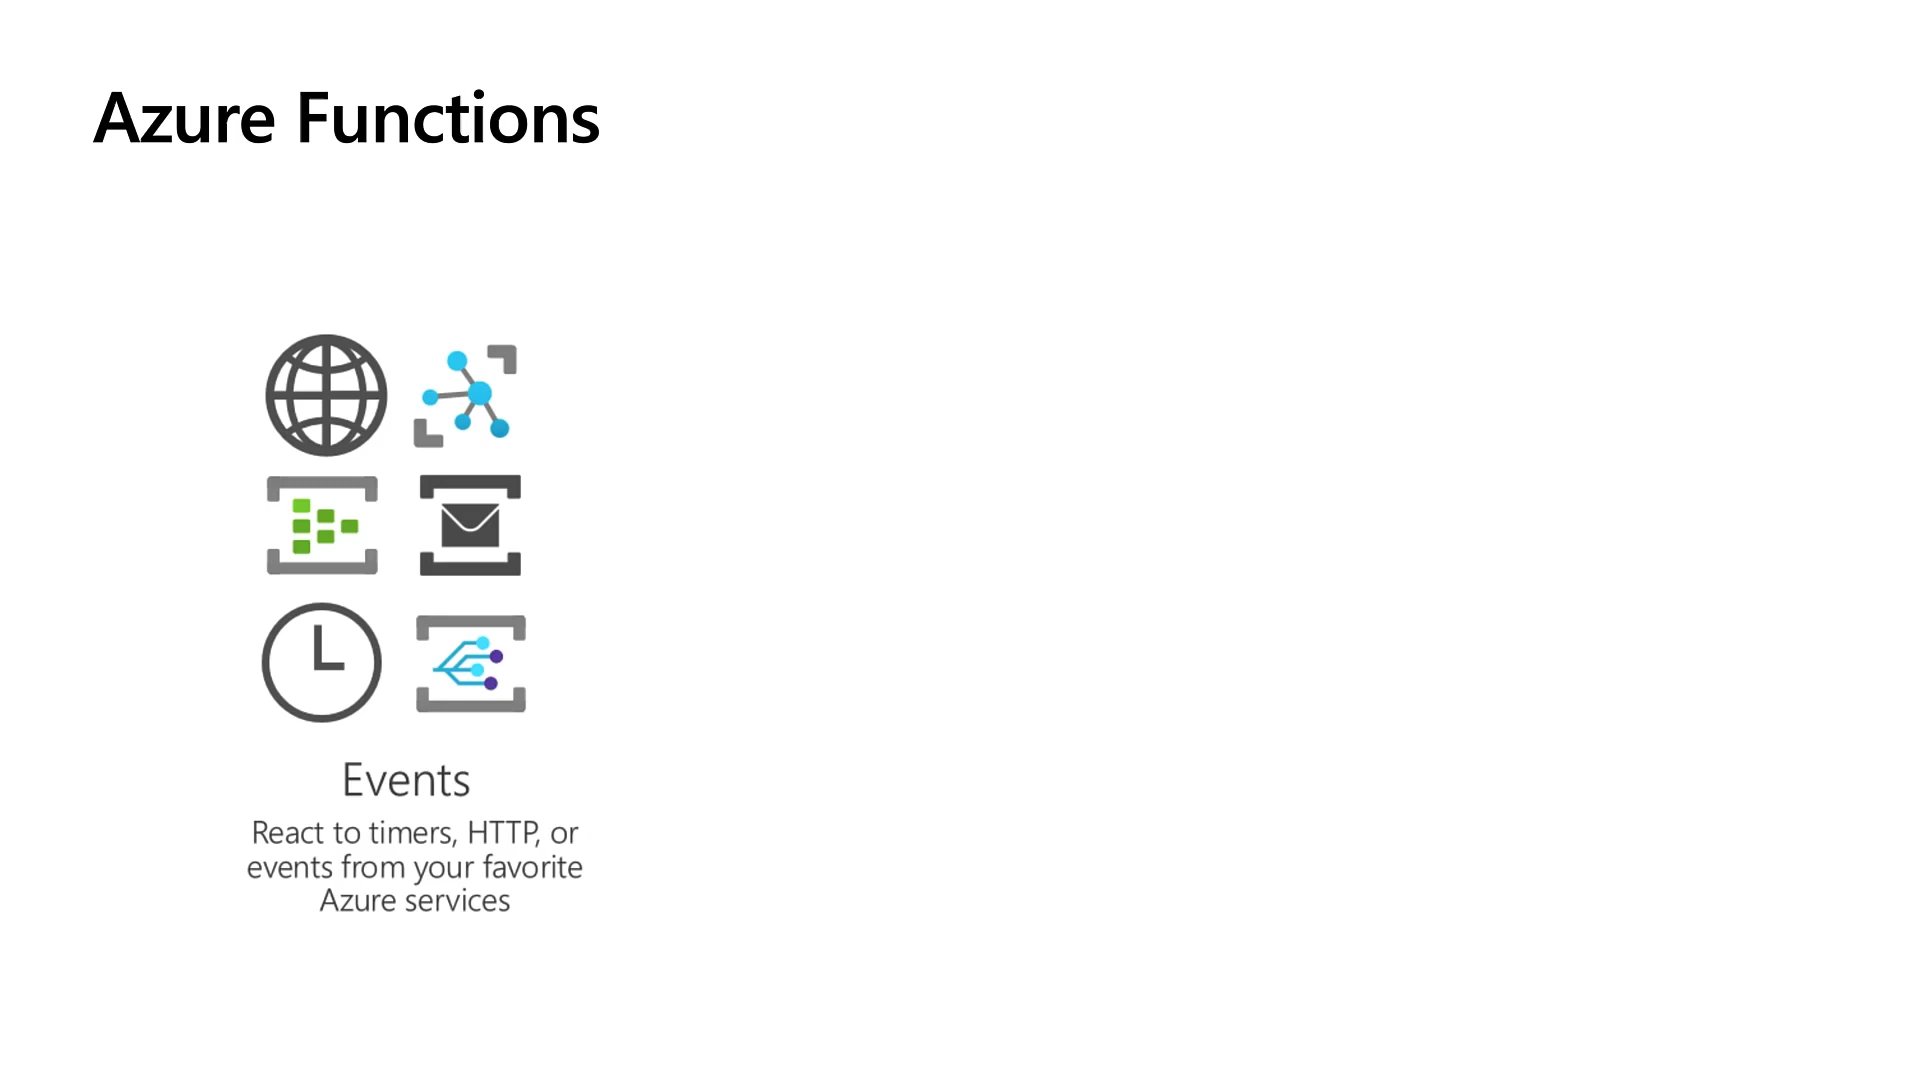 Azure Functions
Events
React to timers, HTTP, or
events from your favorite
Azure services